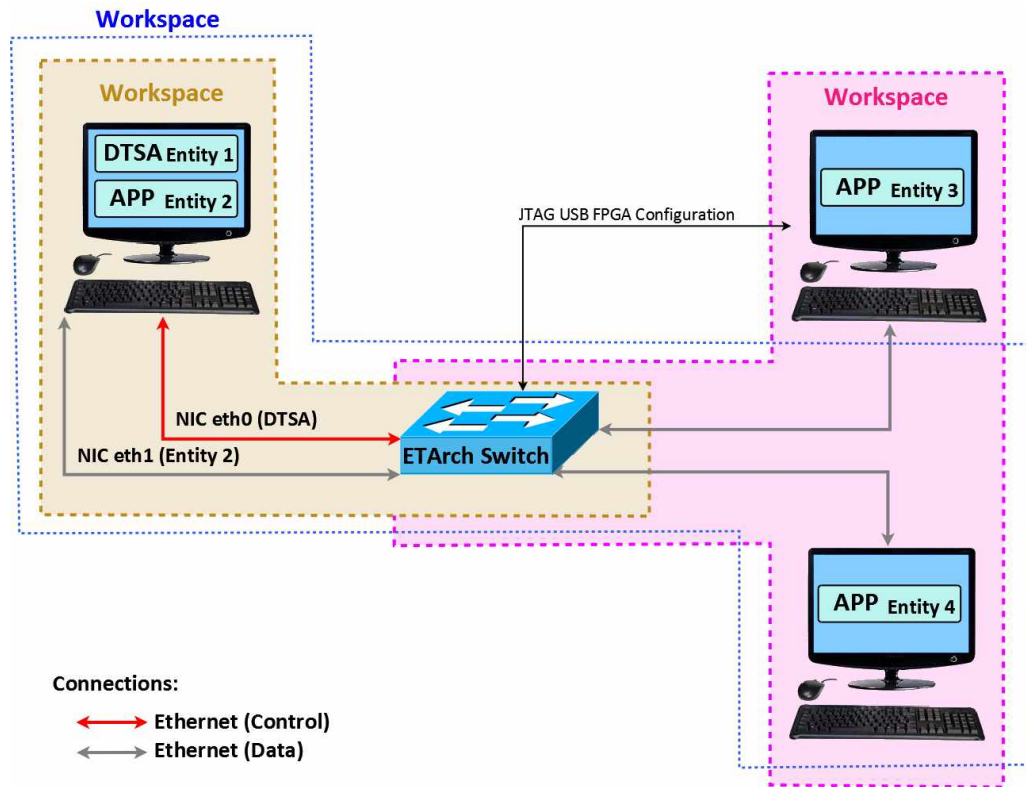 Workspace
Workspace
DTSA Entity 1
APP Entity 2
Workspace
APP Entity 3
JTAG USB FPGA Configuration
NIC eth0 (DTSA)
NIC eth1 (Entity 2)
ETArch Switch
APP Entity 4
Connections:
Ethernet (Control)
Ethernet (Data)